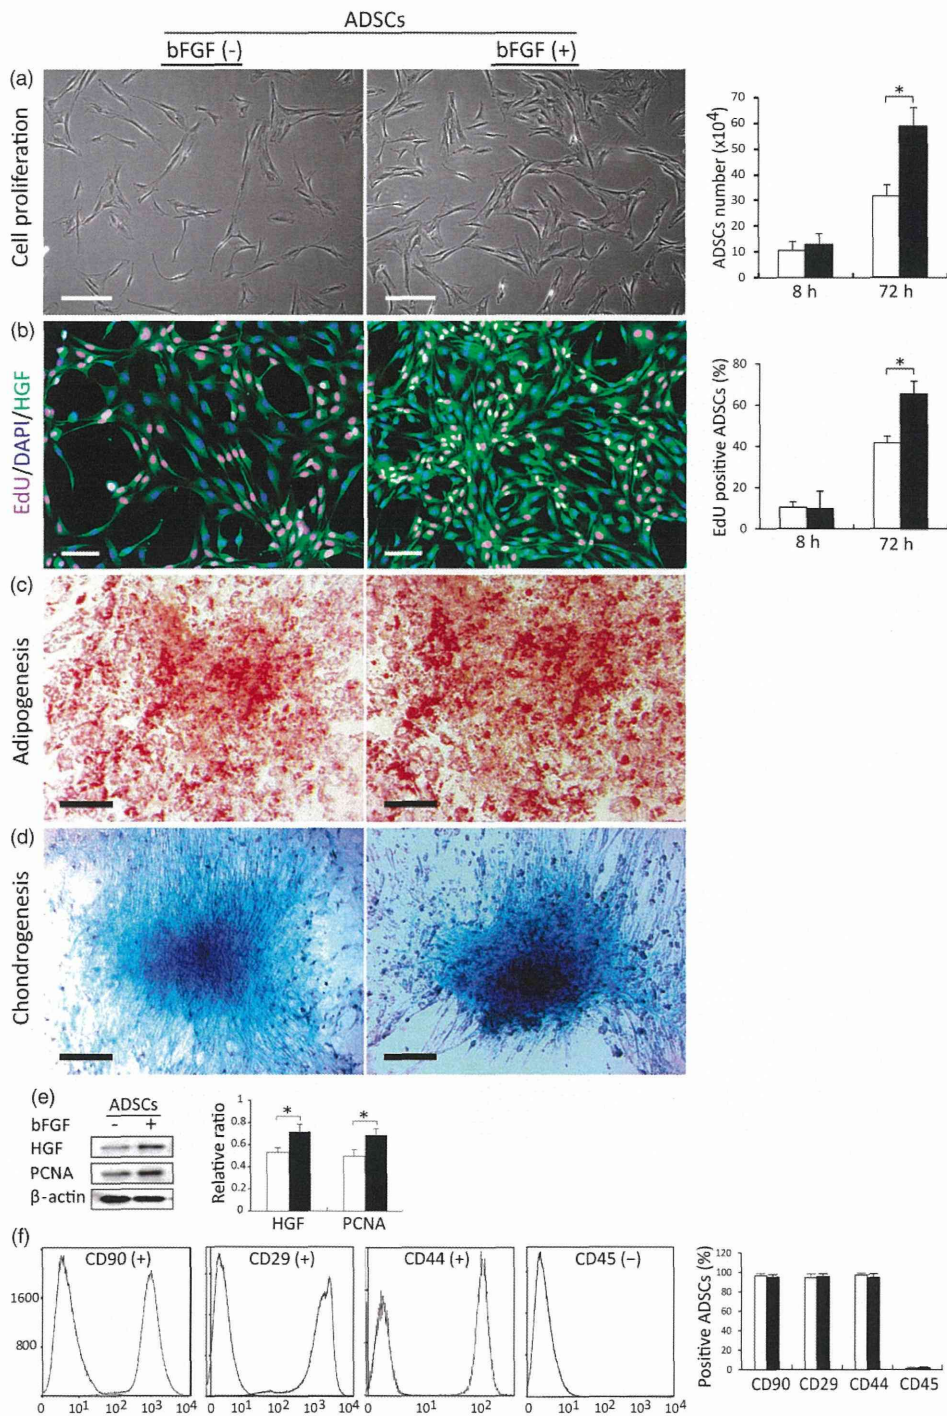 ADSCs
bFGF (-) bFGF (+)
(a)
Cell proliferation
ADSCs number (x10⁴)
70
60
50
40
30
20
10
0
*
8 h 72 h
(b)
EdU/DAPI/HGF
EdU positive ADSCs (%)
80
60
40
20
0
*
8 h 72 h
(c)
Adipogenesis
(d)
Chondrogenesis
(e)
ADSCs
bFGF - +
HGF
PCNA
β-actin
Relative ratio
1
0.8
0.6
0.4
0.2
0
* *
HGF PCNA
(f)
1600
800
CD90 (+)
0 10¹ 10² 10³ 10⁴
CD29 (+)
0 10¹ 10² 10³ 10⁴
CD44 (+)
0 10¹ 10² 10⁴
CD45 (–)
0 10¹ 10² 10³ 10⁴
Positive ADSCs (%)
120
100
80
60
40
20
0
CD90 CD29 CD44 CD45